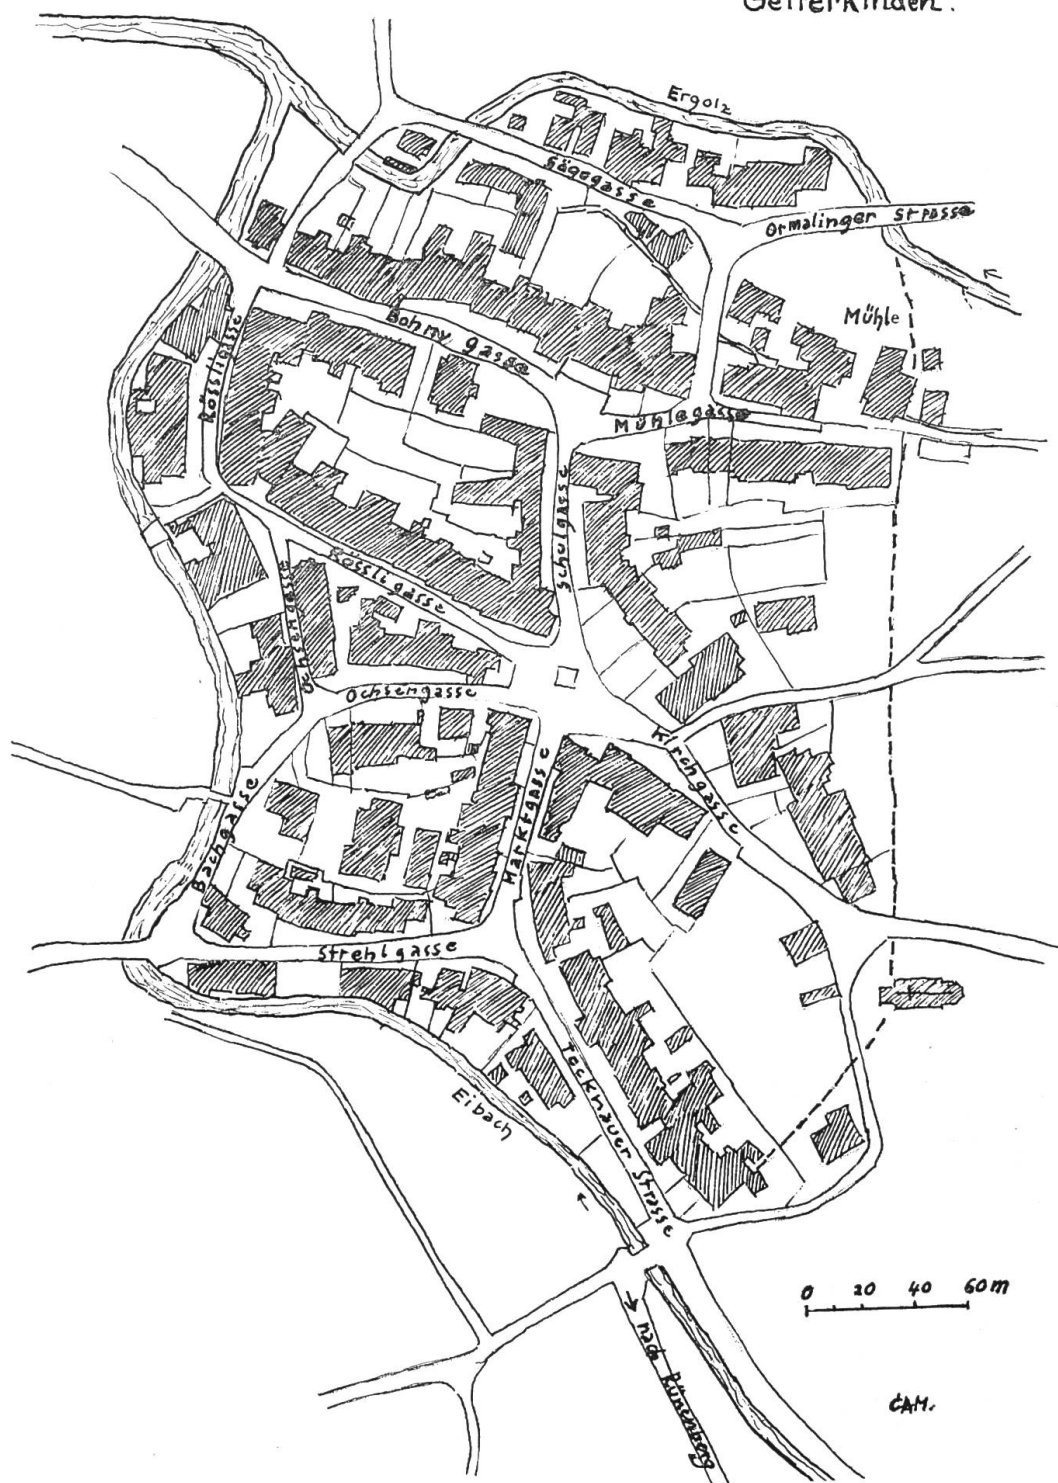 Gelterkinden.
Ergolz
Sägegasse
Ormalinger Strasse
Mühle
Bohny gasse
Rössligasse
Mühlegasse
Schulgasse
Rössligasse
Ochsengasse
Ochsengasse
Kirchgasse
Marktgasse
Bachgasse
Strehlgasse
Tecknauer Strasse
Eibach
0 20 40 60m
nach Rünenberg
CAM.